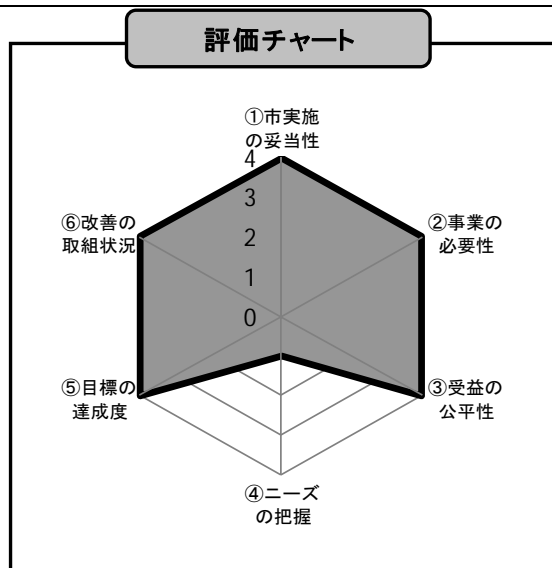 評価チャート
①市実施
の妥当性
4
3
2
1
0
②事業の
必要性
③受益の
公平性
④ニーズ
の把握
⑤目標の
達成度
⑥改善の
取組状況